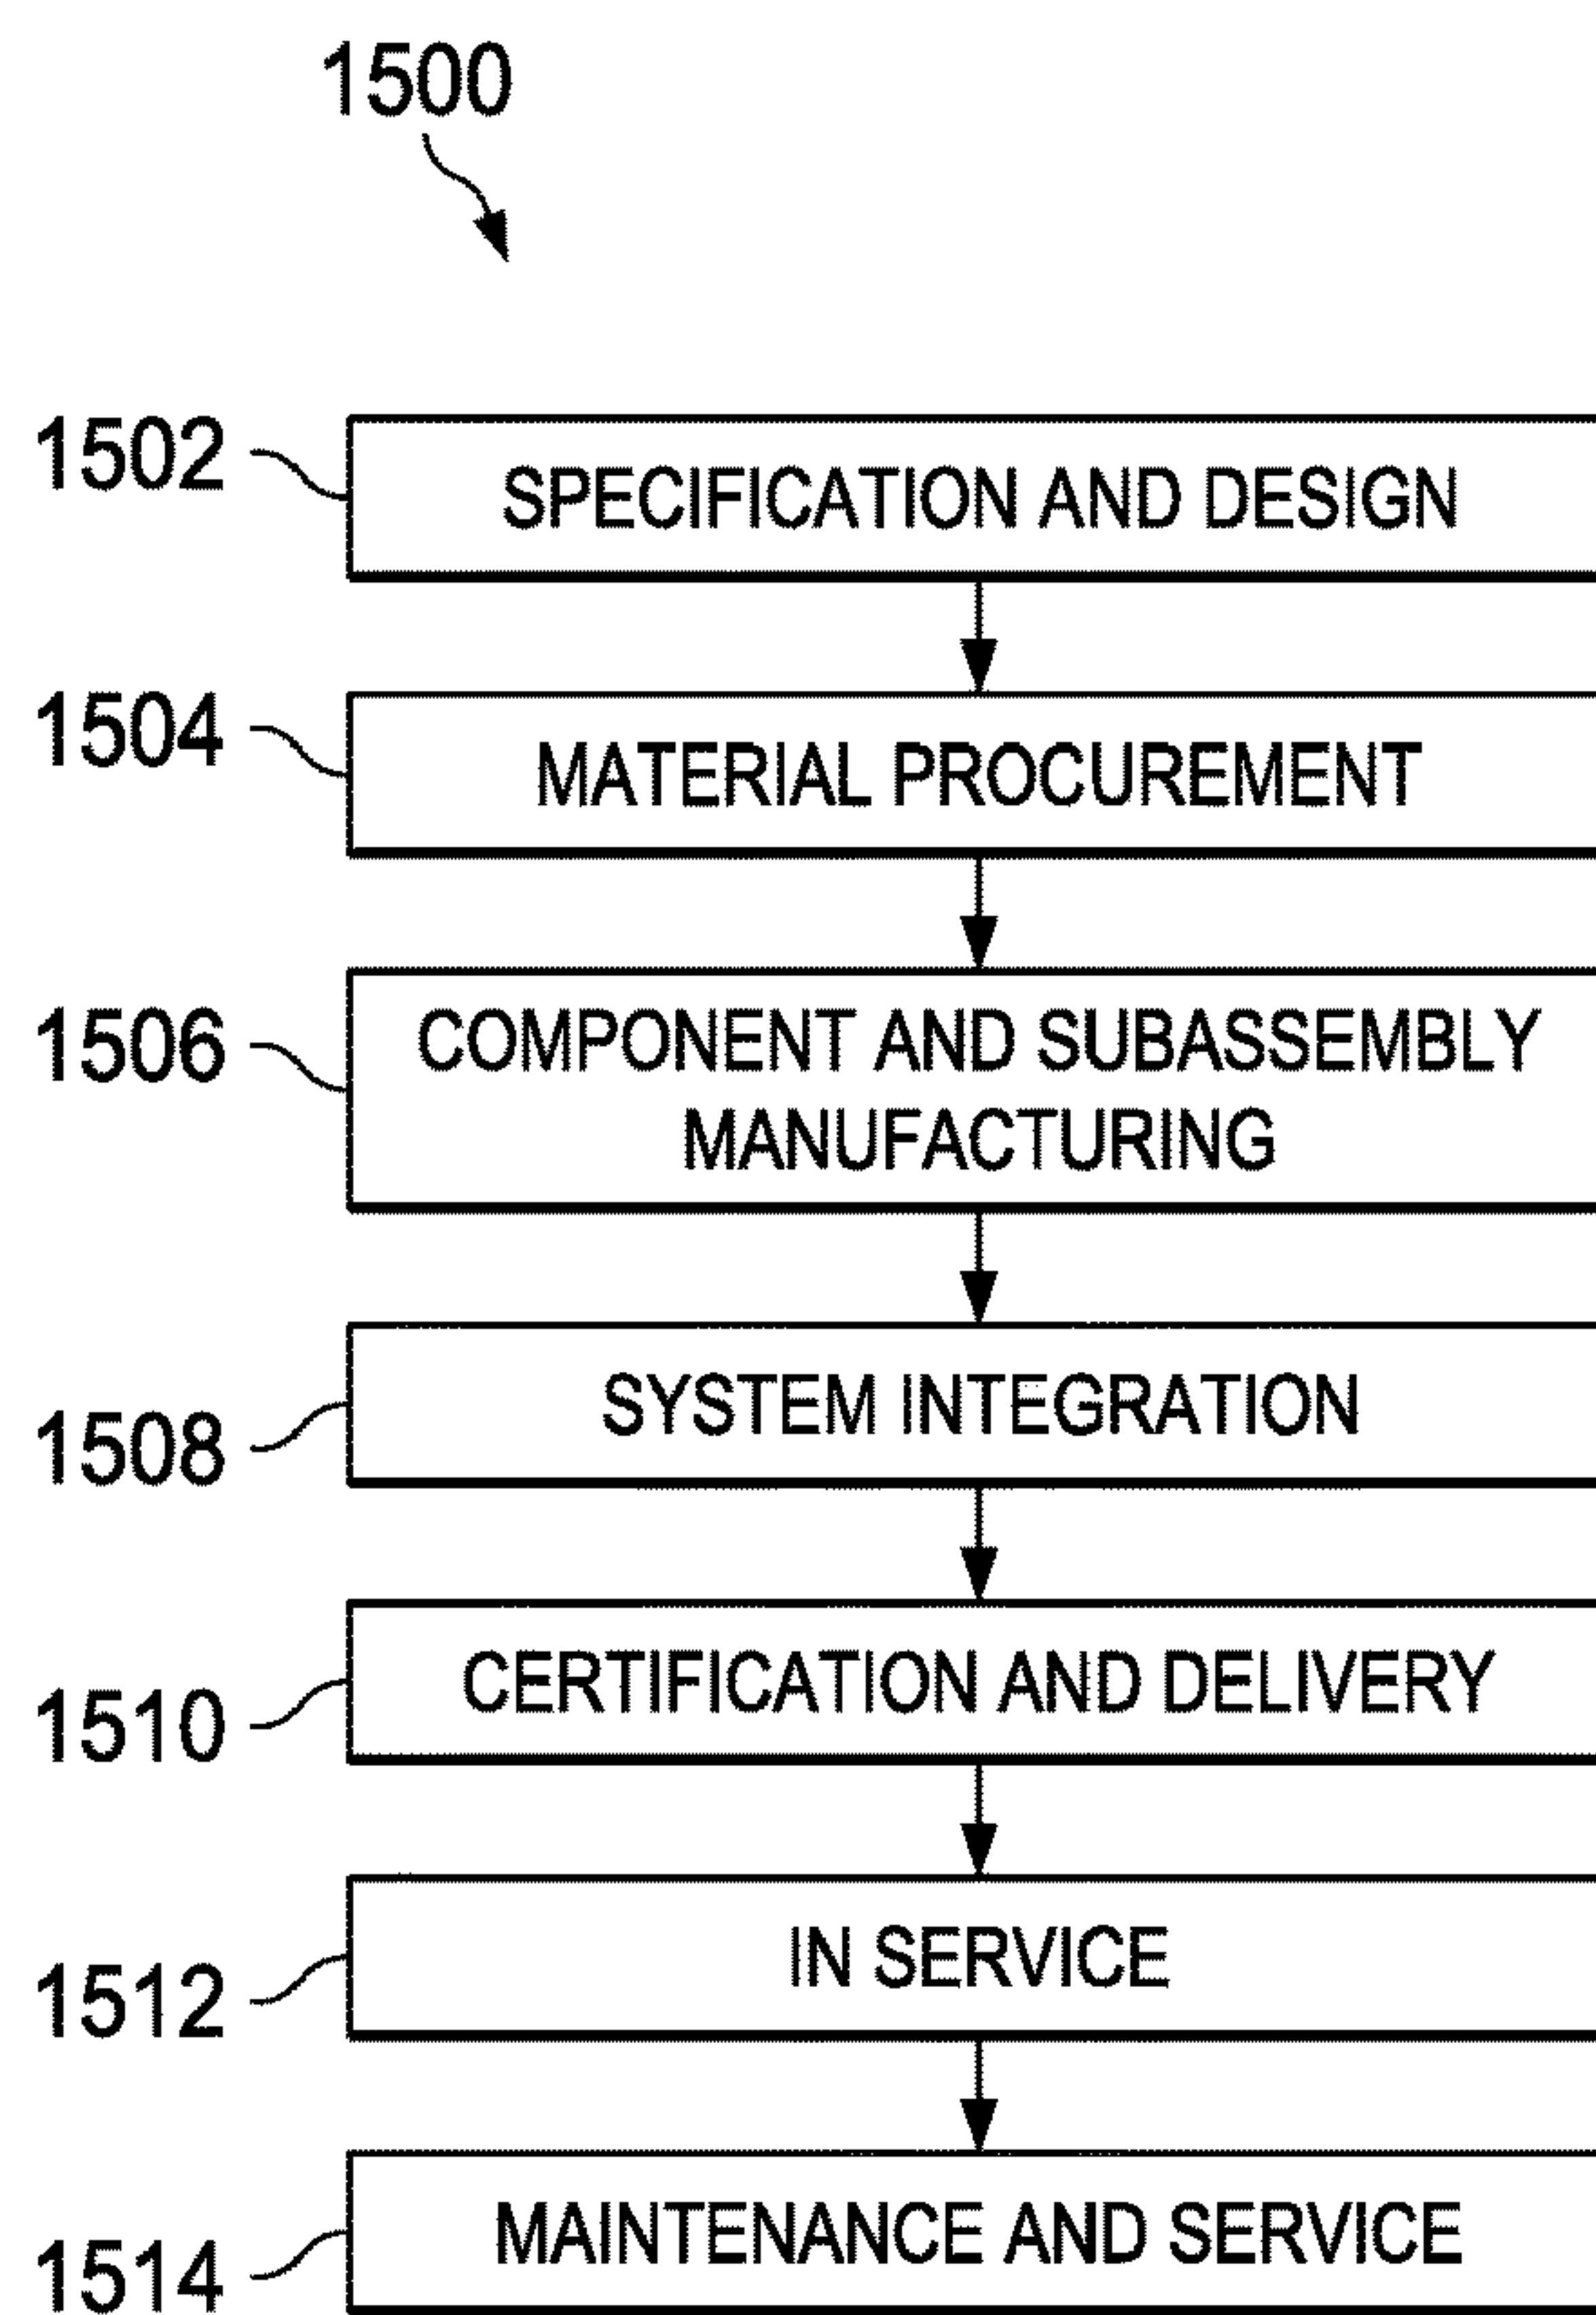 1500
1502 SPECIFICATION AND DESIGN
1504 MATERIAL PROCUREMENT
1506 COMPONENT AND SUBASSEMBLY
MANUFACTURING
1508 SYSTEM INTEGRATION
1510 CERTIFICATION AND DELIVERY
1512 IN SERVICE
1514 MAINTENANCE AND SERVICE